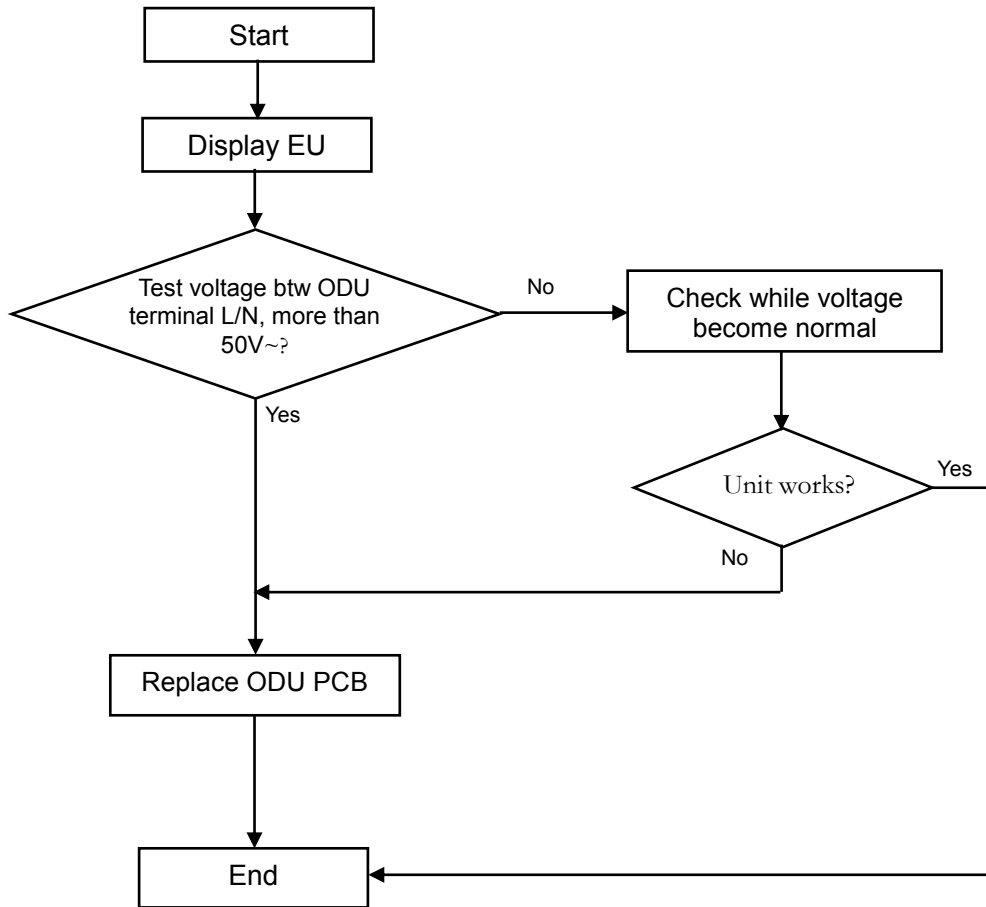 Start
Display EU
Test voltage btw ODU
terminal L/N, more than
50V~?
No
Check while voltage
become normal
Yes
Unit works?
Yes
No
Replace ODU PCB
End